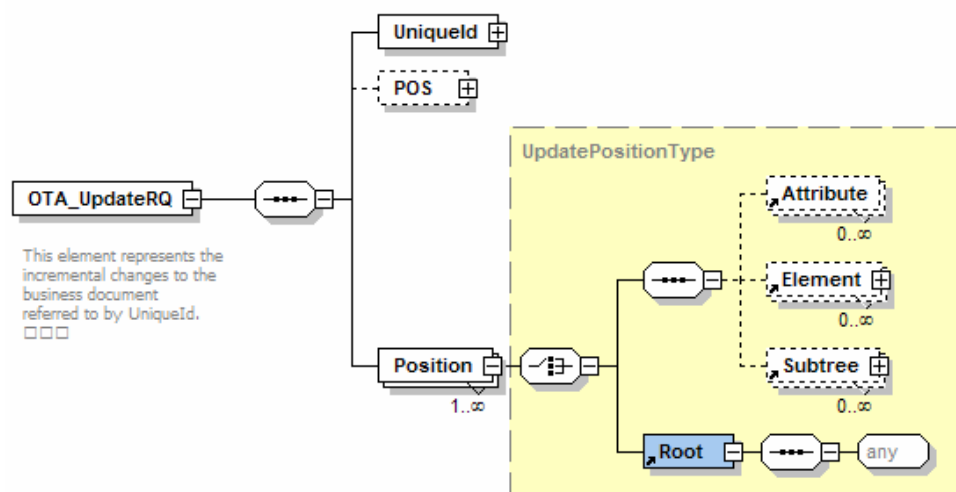 UniqueId
POS
UpdatePositionType
Attribute
0..∞
OTA_UpdateRQ
This element represents the
incremental changes to the
business document
referred to by UniqueId.
□□□
Element
0..∞
Position
1..∞
Subtree
0..∞
Root
any